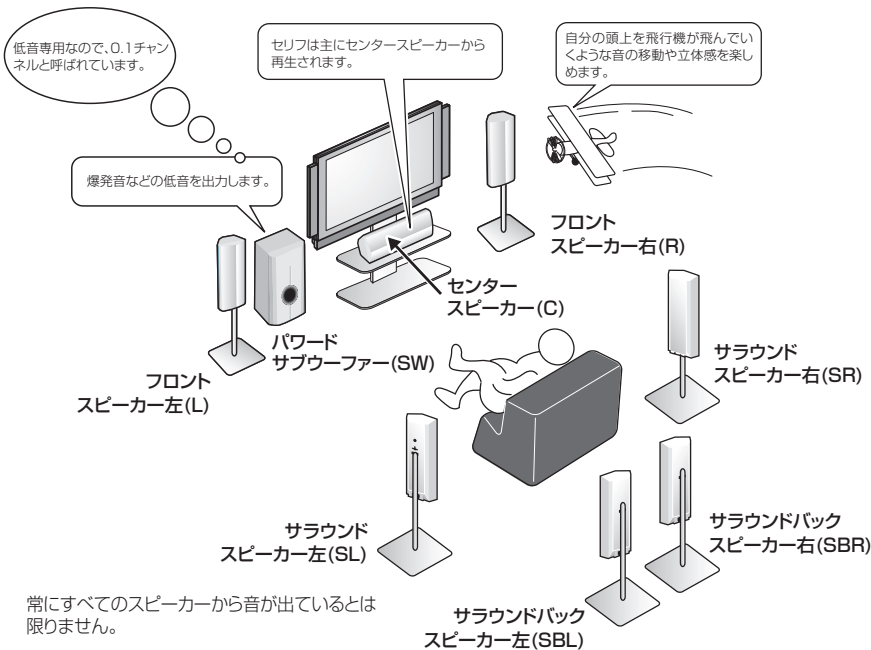 低音専用なので、0.1チャン
ネルと呼ばれています。
セリフは主にセンタースピーカーから
再生されます。
自分の頭上を飛行機が飛んでい
くような音の移動や立体感を楽し
めます。
爆発音などの低音を出力します。
フロント
スピーカー右(R)
センター
スピーカー(C)
パワード
サブウーファー(SW)
フロント
スピーカー左(L)
サラウンド
スピーカー右(SR)
サラウンド
スピーカー左(SL)
サラウンドバック
スピーカー右(SBR)
サラウンドバック
スピーカー左(SBL)
常にすべてのスピーカーから音が出ているとは
限りません。